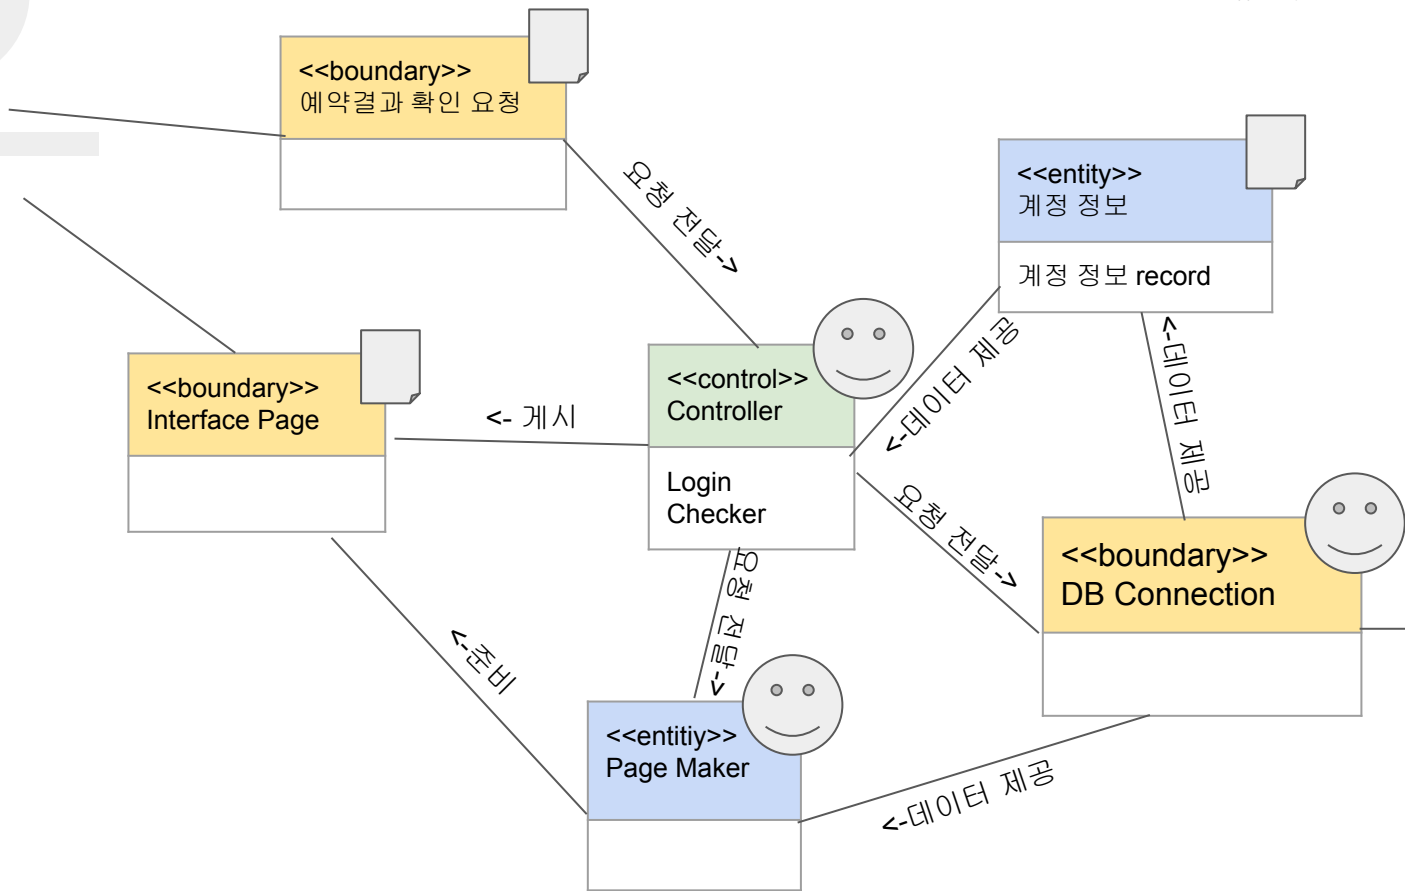 <<boundary>>
예약결과 확인 요청
요청 전달->
<<entity>>
계정 정보
계정 정보 record
<<boundary>>
Interface Page
<- 게시
<<control>>
Controller
Login
Checker
<-데이터 제공
<-데이터 제공
요청 전달->
<<boundary>>
DB Connection
요청 전달->
<-준비
<<entitiy>>
Page Maker
<-데이터 제공